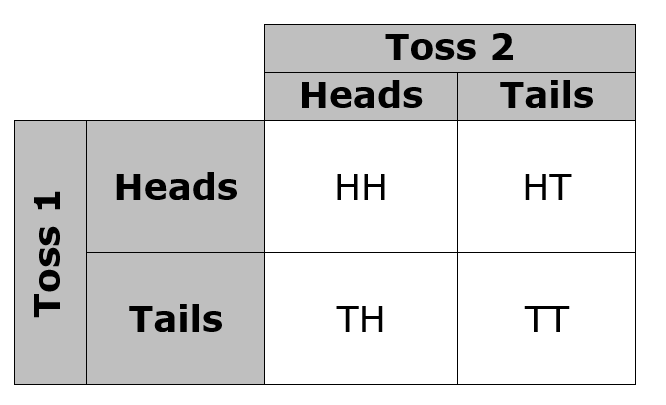 Toss 2
Heads Tails
Toss 1
Heads HH HT
Tails TH TT